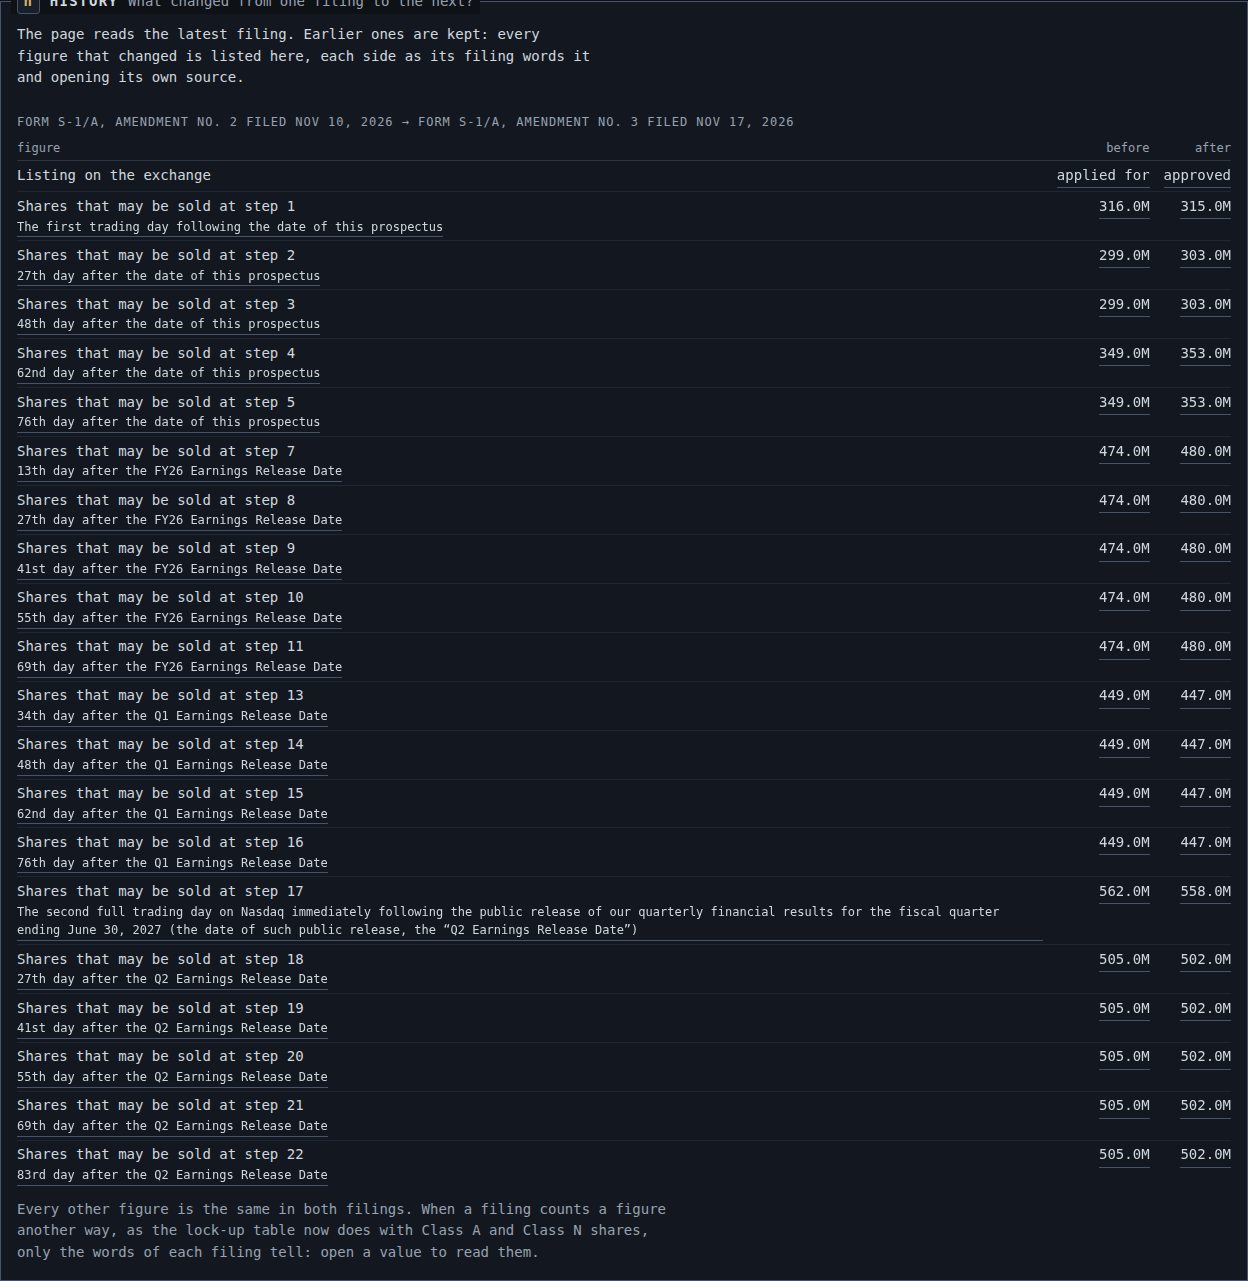 n HISTORY What changed from one filing to the next?
The page reads the latest filing. Earlier ones are kept: every
figure that changed is listed here, each side as its filing words it
and opening its own source.
FORM S-1/A, AMENDMENT NO. 2 FILED NOV 10, 2026 → FORM S-1/A, AMENDMENT NO. 3 FILED NOV 17, 2026
figure before after
Listing on the exchange applied for approved
Shares that may be sold at step 1 316.0M 315.0M
The first trading day following the date of this prospectus
Shares that may be sold at step 2 299.0M 303.0M
27th day after the date of this prospectus
Shares that may be sold at step 3 299.0M 303.0M
48th day after the date of this prospectus
Shares that may be sold at step 4 349.0M 353.0M
62nd day after the date of this prospectus
Shares that may be sold at step 5 349.0M 353.0M
76th day after the date of this prospectus
Shares that may be sold at step 7 474.0M 480.0M
13th day after the FY26 Earnings Release Date
Shares that may be sold at step 8 474.0M 480.0M
27th day after the FY26 Earnings Release Date
Shares that may be sold at step 9 474.0M 480.0M
41st day after the FY26 Earnings Release Date
Shares that may be sold at step 10 474.0M 480.0M
55th day after the FY26 Earnings Release Date
Shares that may be sold at step 11 474.0M 480.0M
69th day after the FY26 Earnings Release Date
Shares that may be sold at step 13 449.0M 447.0M
34th day after the Q1 Earnings Release Date
Shares that may be sold at step 14 449.0M 447.0M
48th day after the Q1 Earnings Release Date
Shares that may be sold at step 15 449.0M 447.0M
62nd day after the Q1 Earnings Release Date
Shares that may be sold at step 16 449.0M 447.0M
76th day after the Q1 Earnings Release Date
Shares that may be sold at step 17 562.0M 558.0M
The second full trading day on Nasdaq immediately following the public release of our quarterly financial results for the fiscal quarter
ending June 30, 2027 (the date of such public release, the “Q2 Earnings Release Date”)
Shares that may be sold at step 18 505.0M 502.0M
27th day after the Q2 Earnings Release Date
Shares that may be sold at step 19 505.0M 502.0M
41st day after the Q2 Earnings Release Date
Shares that may be sold at step 20 505.0M 502.0M
55th day after the Q2 Earnings Release Date
Shares that may be sold at step 21 505.0M 502.0M
69th day after the Q2 Earnings Release Date
Shares that may be sold at step 22 505.0M 502.0M
83rd day after the Q2 Earnings Release Date
Every other figure is the same in both filings. When a filing counts a figure
another way, as the lock-up table now does with Class A and Class N shares,
only the words of each filing tell: open a value to read them.